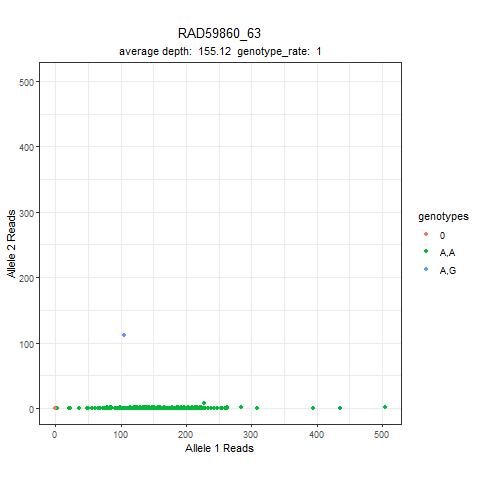 RAD59860_63
average depth:  155.12  genotype_rate:  1
500
400
300
200
100
0
Allele 2 Reads
0 100 200 300 400 500
Allele 1 Reads
genotypes
0
A,A
A,G